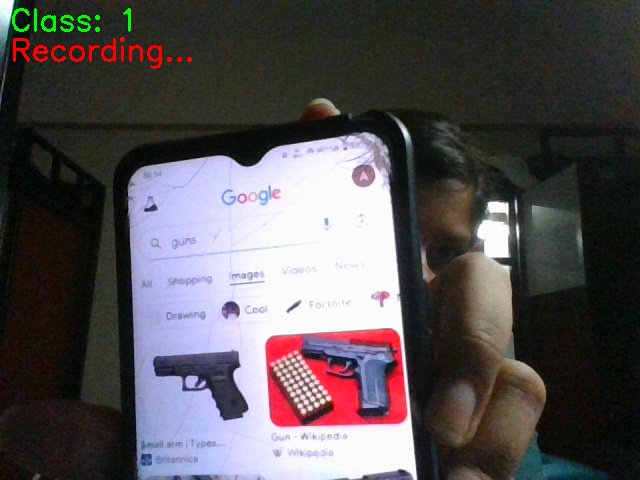 Class: 1
Recording...
Google
A
guns
All Shopping Images Videos News
Drawing Cool Fortnite
Small arm | Types...
Britannica
Gun - Wikipedia
W Wikipedia